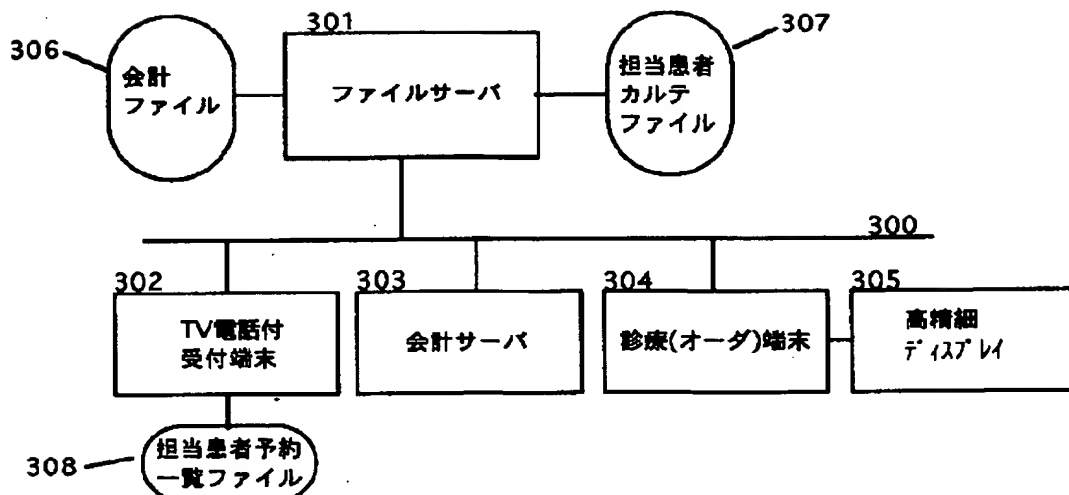 301
306
307
会計
ファイル
ファイルサーバ
担当患者
カルテ
ファイル
300
302
303
304
305
TV電話付
受付端末
会計サーバ
診療(オーダ)端末
高精細
ディスプレイ
308
担当患者予約
一覧ファイル